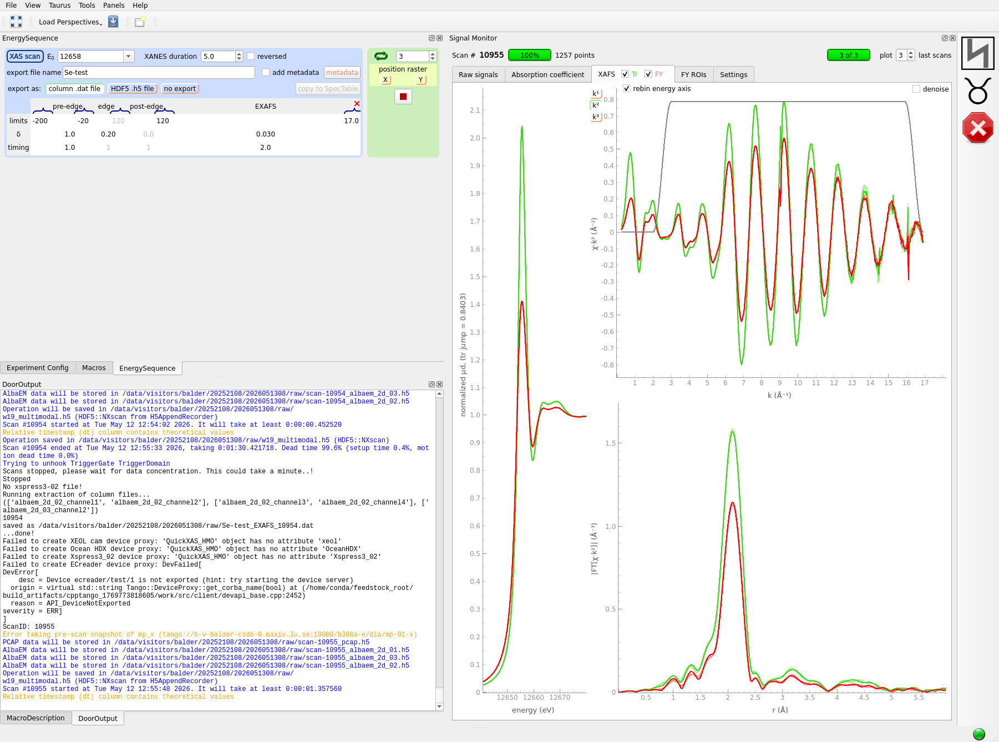 File View Taurus Tools Panels Help
Load Perspectives
EnergySequence
XAS scan E₀ 12658 XANES duration 5.0 reversed
export file name Se-test add metadata metadata
export as: column .dat file HDF5 .h5 file no export copy to SpecTable
pre-edge edge post-edge EXAFS
limits -200 -20 120 120 17.0
δ 1.0 0.20 0.0 0.030
timing 1.0 1 1 2.0
3
position raster
X Y
Experiment Config Macros EnergySequence
DoorOutput
AlbaEM data will be stored in /data/visitors/balder/20252108/2026051308/raw/scan-10954_albaem_2d_03.h5
AlbaEM data will be stored in /data/visitors/balder/20252108/2026051308/raw/scan-10954_albaem_2d_02.h5
Operation will be saved in /data/visitors/balder/20252108/2026051308/raw/
w19_multimodal.h5 (HDF5::NXscan from H5AppendRecorder)
Scan #10954 started at Tue May 12 12:54:02 2026. It will take at least 0:00:00.452520
Relative timestamp (dt) column contains theoretical values
Operation saved in /data/visitors/balder/20252108/2026051308/raw/w19_multimodal.h5 (HDF5::NXscan)
Scan #10954 ended at Tue May 12 12:55:33 2026, taking 0:01:30.421718. Dead time 99.6% (setup time 0.4%, mot
ion dead time 0.0%)
Trying to unhook TriggerGate TriggerDomain
Scans stopped, please wait for data concentration. This could take a minute..!
Stopped
No xspress3-02 file!
Running extraction of column files...
(['albaem_2d_02_channel1', 'albaem_2d_02_channel2'], ['albaem_2d_02_channel3', 'albaem_2d_02_channel4'], ['
albaem_2d_03_channel2'])
10954
saved as /data/visitors/balder/20252108/2026051308/raw/Se-test_EXAFS_10954.dat
...done!
Failed to create XEOL cam device proxy: 'QuickXAS_HMO' object has no attribute 'xeol'
Failed to create Ocean HDX device proxy: 'QuickXAS_HMO' object has no attribute 'OceanHDX'
Failed to create Xspress3_02 device proxy: 'QuickXAS_HMO' object has no attribute 'Xspress3_02'
Failed to create ECreader device proxy: DevFailed[
DevError[
desc = Device ecreader/test/1 is not exported (hint: try starting the device server)
origin = virtual std::string Tango::DeviceProxy::get_corba_name(bool) at (/home/conda/feedstock_root/
build_artifacts/cpptango_1769773818605/work/src/client/devapi_base.cpp:2452)
reason = API_DeviceNotExported
severity = ERR]
]
ScanID: 10955
Error taking pre-scan snapshot of mp_x (tango://b-v-balder-csdb-0.maxiv.lu.se:10000/b308a-e/dia/mp-01-x)
PCAP data will be stored in /data/visitors/balder/20252108/2026051308/raw/scan-10955_pcap.h5
AlbaEM data will be stored in /data/visitors/balder/20252108/2026051308/raw/scan-10955_albaem_2d_01.h5
AlbaEM data will be stored in /data/visitors/balder/20252108/2026051308/raw/scan-10955_albaem_2d_03.h5
AlbaEM data will be stored in /data/visitors/balder/20252108/2026051308/raw/scan-10955_albaem_2d_02.h5
Operation will be saved in /data/visitors/balder/20252108/2026051308/raw/
w19_multimodal.h5 (HDF5::NXscan from H5AppendRecorder)
Scan #10955 started at Tue May 12 12:55:48 2026. It will take at least 0:00:01.357560
Relative timestamp (dt) column contains theoretical values
MacroDescription DoorOutput
Signal Monitor
Scan # 10955 100% 1257 points 3 of 3 plot 3 last scans
Raw signals Absorption coefficient XAFS Tr FY FY ROIs Settings
rebin energy axis denoise
k¹
k²
k³
2.1
2.0
1.9
1.8
1.7
1.6
1.5
1.4
1.3
1.2
1.1
1.0
0.9
0.8
0.7
0.6
0.5
0.4
0.3
0.2
0.1
0
normalized μd, (tr jump = 0.8403)
12650 12660 12670
energy (eV)
0.8
0.7
0.6
0.5
0.4
0.3
0.2
0.1
0
-0.1
-0.2
-0.3
-0.4
-0.5
-0.6
-0.7
-0.8
χ·k² (Å⁻²)
1 2 3 4 5 6 7 8 9 10 11 12 13 14 15 16 17
k (Å⁻¹)
1.5
1.0
0.5
0
|FT[χ·k²]| (Å⁻³)
0.5 1 1.5 2 2.5 3 3.5 4 4.5 5 5.5
r (Å)